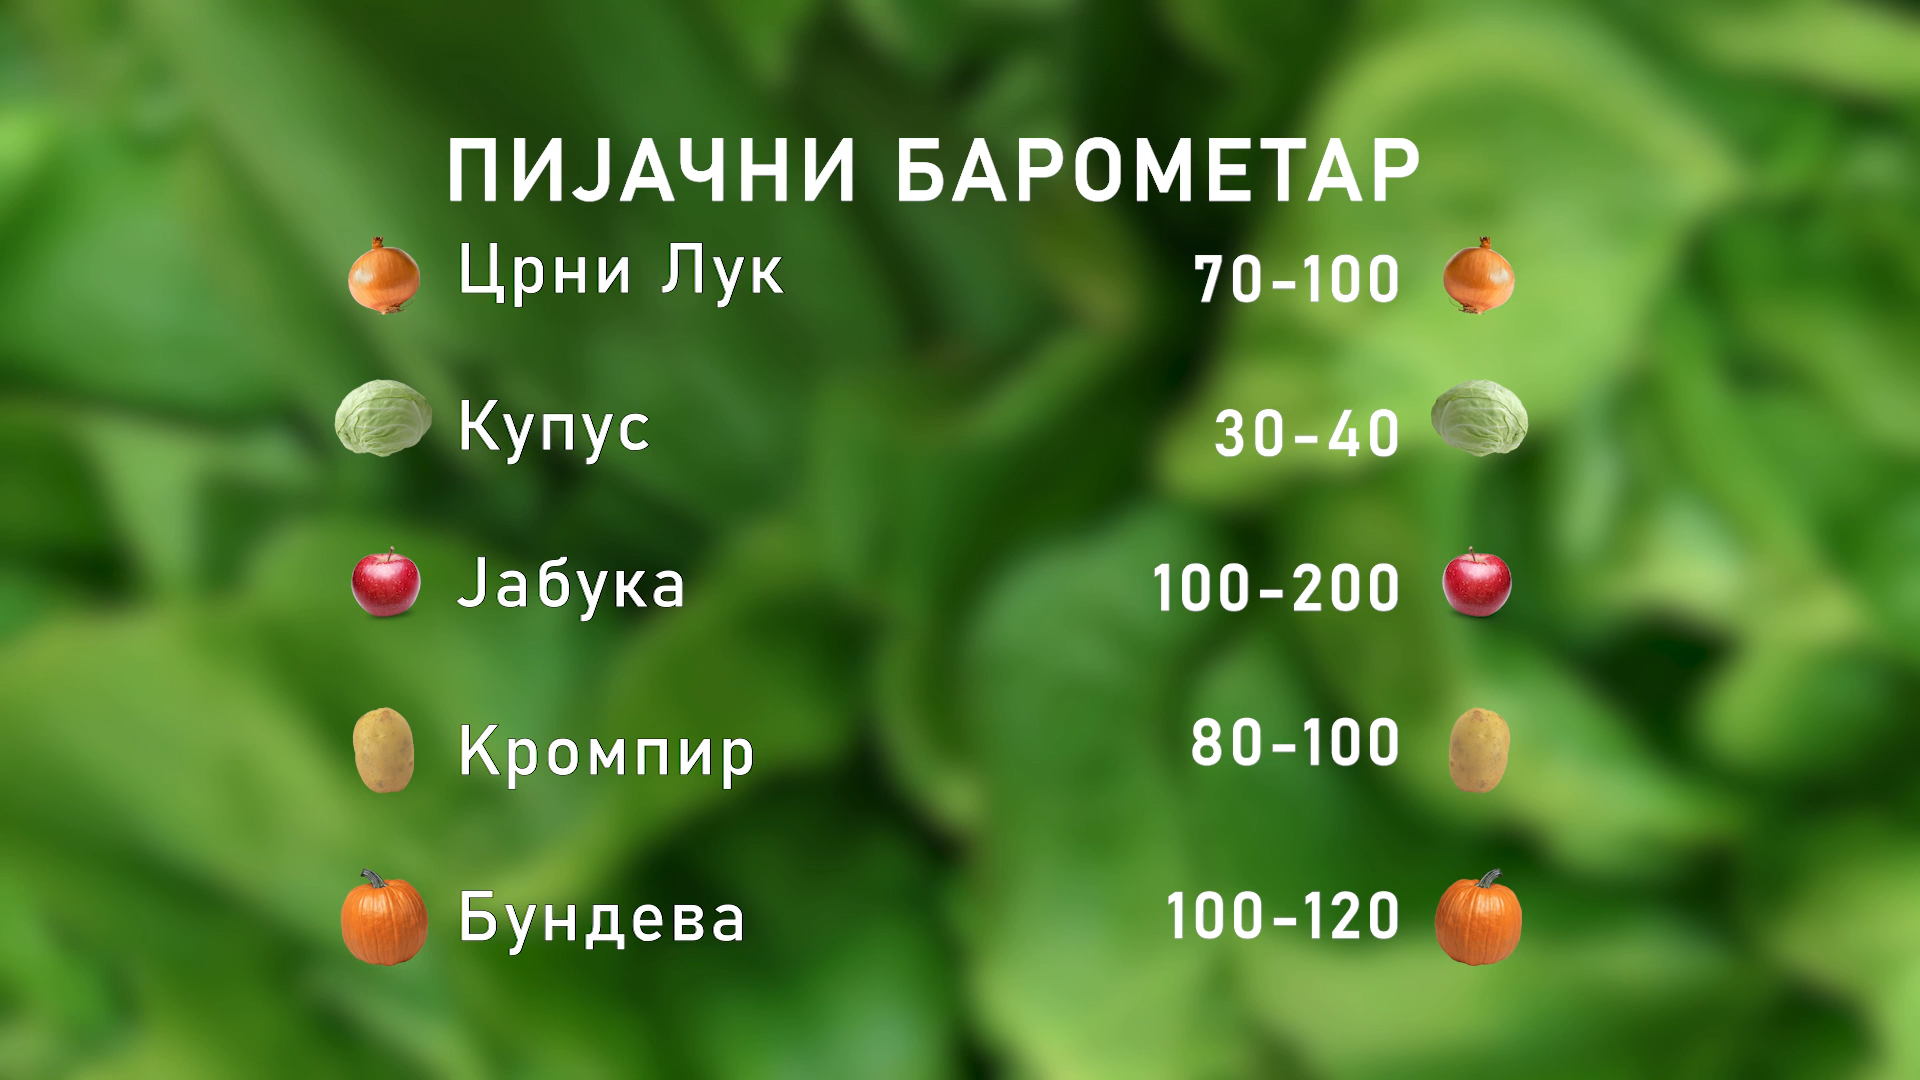 ПИЈАЧНИ БАРОМЕТАР
Црни Лук 70-100
Купус 30-40
Јабука 100-200
Кромпир 80-100
Бундева 100-120